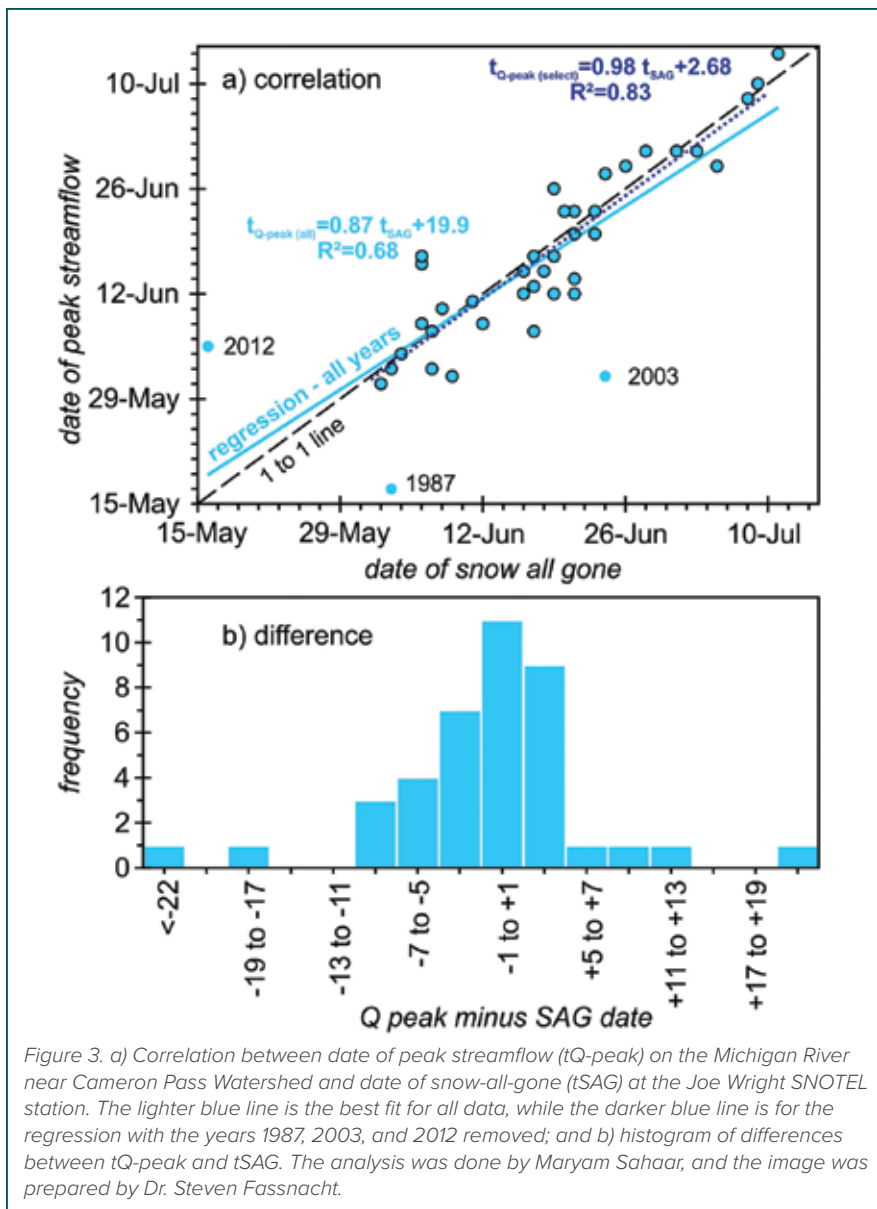 a) correlation
t Q-peak (select)=0.98 t SAG+2.68
R²=0.83
t Q-peak (all)=0.87 t SAG+19.9
R²=0.68
10-Jul
26-Jun
12-Jun
29-May
15-May
date of peak streamflow
2012
2003
1987
regression - all years
1 to 1 line
15-May 29-May 12-Jun 26-Jun 10-Jul
date of snow all gone
b) difference
12
10
8
6
4
2
0
frequency
<-22
-19 to -17
-13 to -11
-7 to -5
-1 to +1
+5 to +7
+11 to +13
+17 to +19
Q peak minus SAG date
Figure 3. a) Correlation between date of peak streamflow (tQ-peak) on the Michigan River
near Cameron Pass Watershed and date of snow-all-gone (tSAG) at the Joe Wright SNOTEL
station. The lighter blue line is the best fit for all data, while the darker blue line is for the
regression with the years 1987, 2003, and 2012 removed; and b) histogram of differences
between tQ-peak and tSAG. The analysis was done by Maryam Sahaar, and the image was
prepared by Dr. Steven Fassnacht.